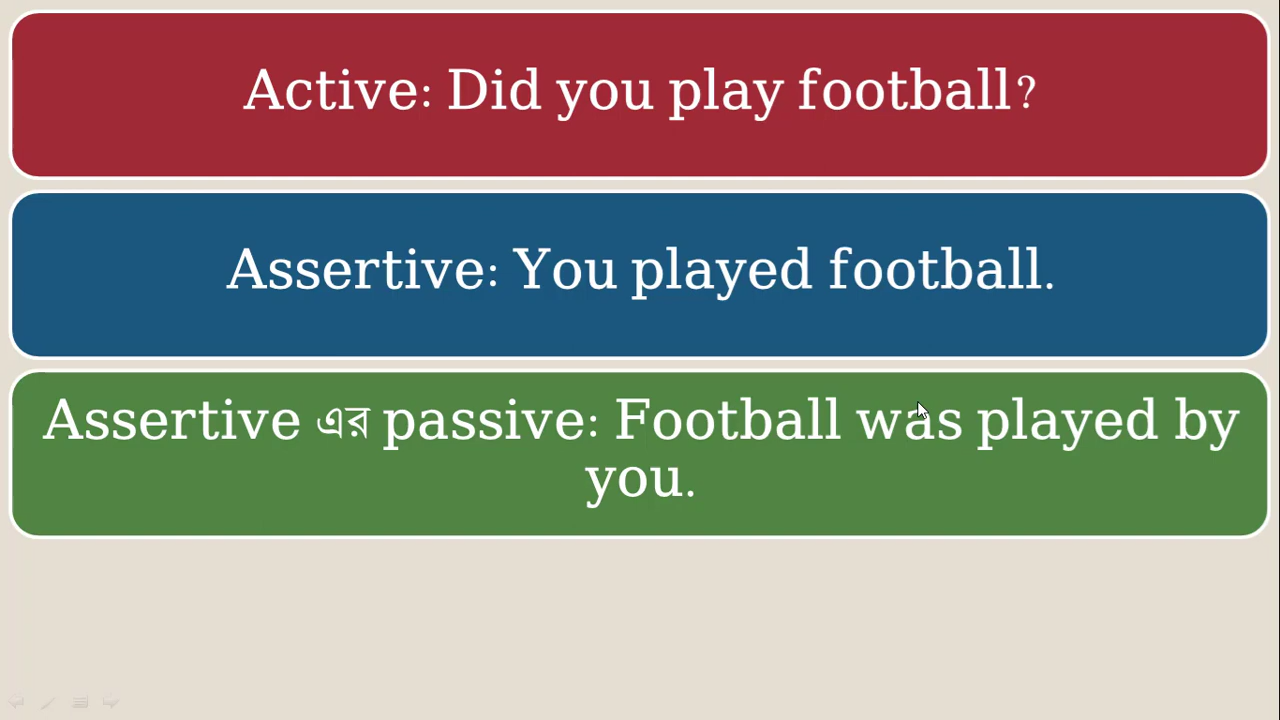 Active: Did you play football?
Assertive: You played football.
Assertive এর passive: Football was played by
you.